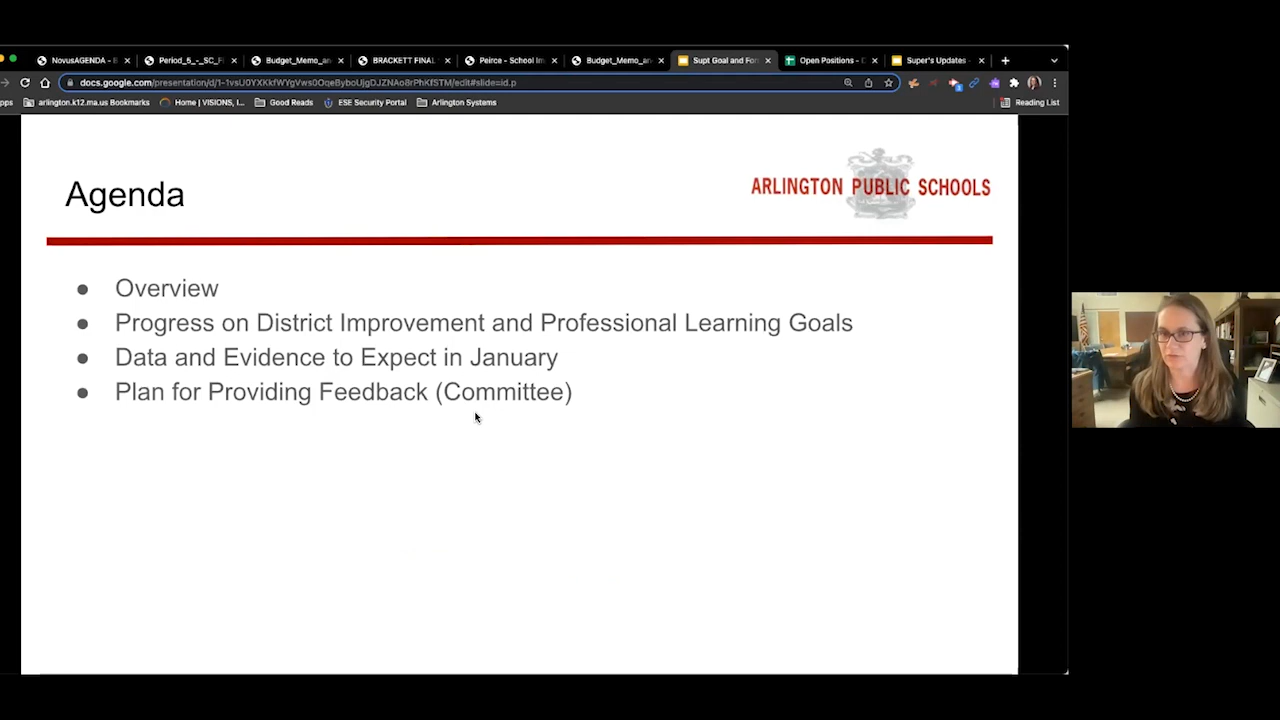 NovusAGENDA - B
Period_5_-_SC_F
Budget_Memo_an
BRACKETT FINAL
Peirce - School Im
Budget_Memo_an
Supt Goal and For
Open Positions -
Super's Updates
docs.google.com/presentation/d/
/edit#slide=id.p
pps
arlington.k12.ma.us Bookmarks
Home | VISIONS, I...
Good Reads
ESE Security Portal
Arlington Systems
Reading List
Agenda
ARLINGTON PUBLIC SCHOOLS
● Overview
● Progress on District Improvement and Professional Learning Goals
● Data and Evidence to Expect in January
● Plan for Providing Feedback (Committee)